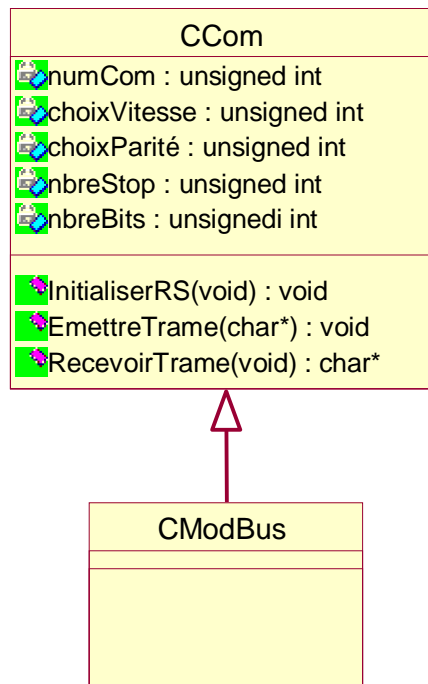 CCom
numCom : unsigned int
choixVitesse : unsigned int
choixParité : unsigned int
nbreStop : unsigned int
nbreBits : unsignedi int
InitialiserRS(void) : void
EmettreTrame(char*) : void
RecevoirTrame(void) : char*
CModBus